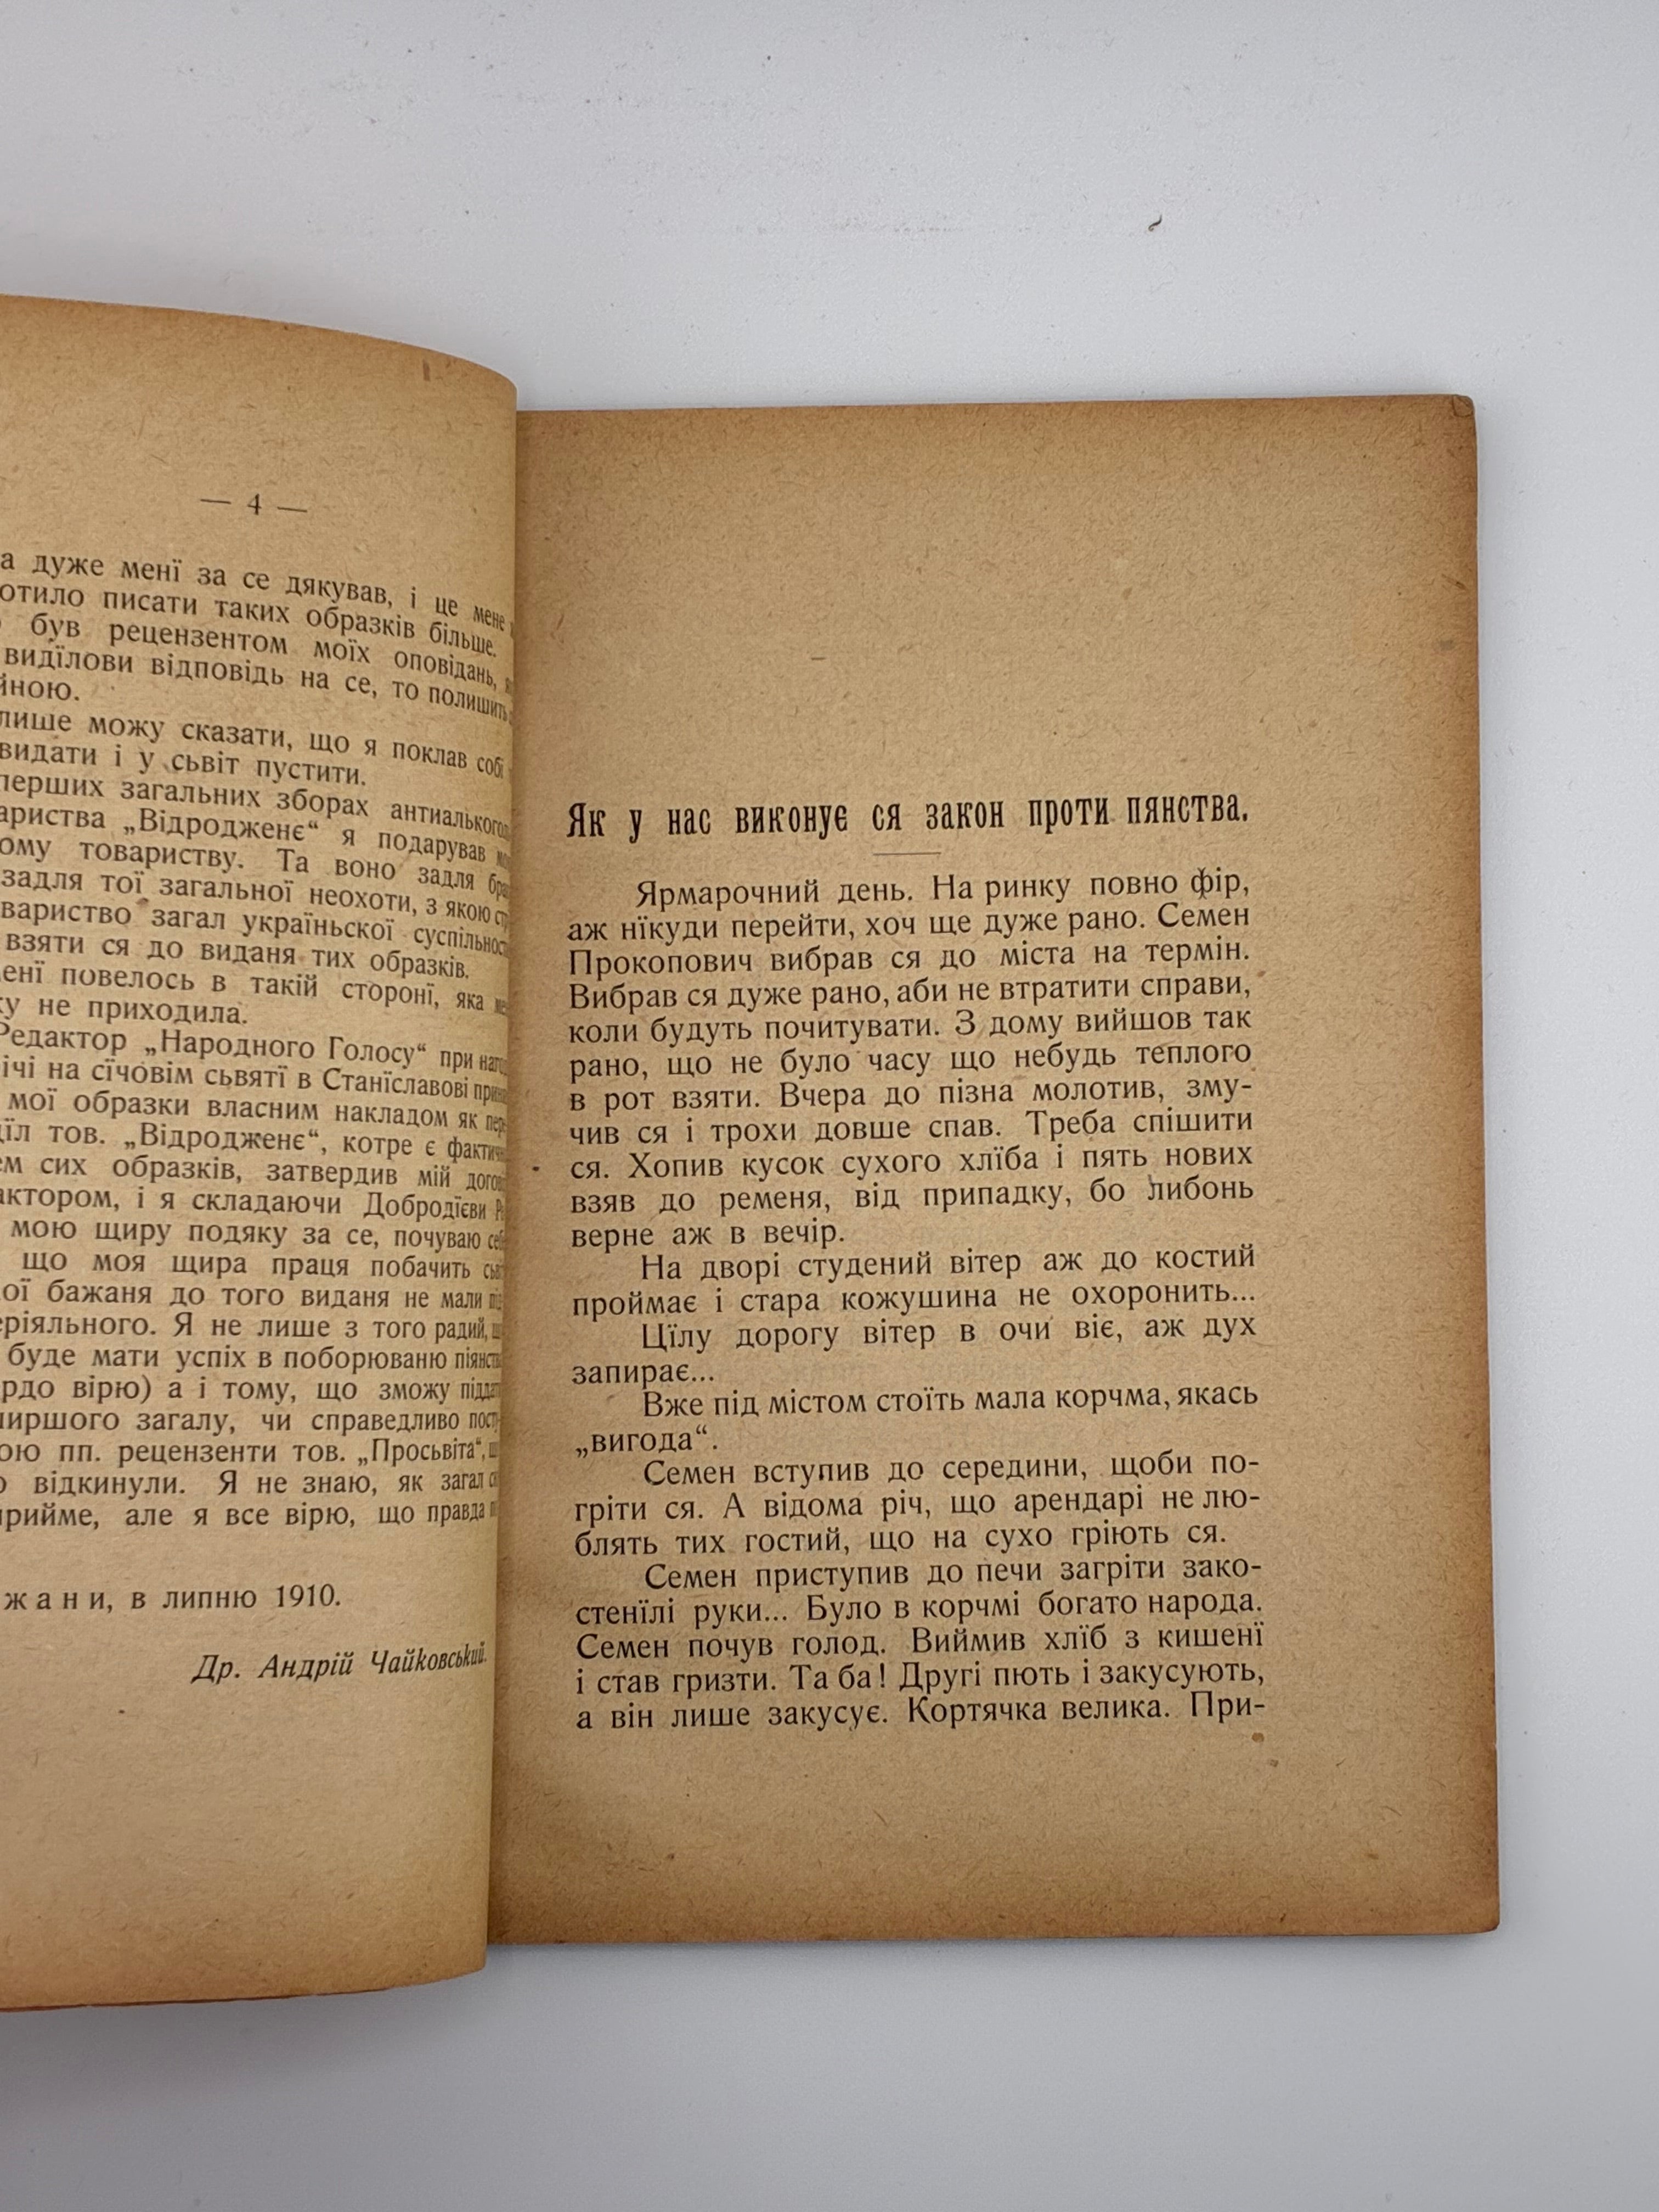 — 4 —
а дуже менї за се дякував, і це мене
отило писати таких образків більше.
був рецензентом моїх оповідань,
виділови відповідь на се, то полишить
йною.
лише можу сказати, що я поклав собі
видати і у сьвіт пустити.
перших загальних зборах антиалького
ариства „Відродженє“ я подарував
ому товариству. Та воно задля
задля тої загальної неохоти, з якою
вариство загал україньскої суспільност
взяти ся до виданя тих образків.
менї повелось в такій сторонї, яка
ку не приходила.
Редактор „Народного Голосу“ при
ічі на сїчовім сьвятї в Станїславові
мої образки власним накладом як
діл тов. „Відродженє“, котре є фактич
ем сих образків, затвердив мій
актором, і я складаючи Добродїєви
мою щиру подяку за се, почуваю
що моя щира праця побачить
ої бажаня до того виданя не мали
еріяльного. Я не лише з того радий,
буде мати успіх в поборюваню піянст
рдо вірю) а і тому, що зможу
ширшого загалу, чи справедливо
ою пп. рецензенти тов. „Просьвіта“,
о відкинули. Я не знаю, як загал
прийме, але я все вірю, що правда
жани, в липню 1910.
Др. Андрій Чайковський.
Як у нас виконує ся закон проти пянства.
Ярмарочний день. На ринку повно фір,
аж нїкуди перейти, хоч ще дуже рано. Семен
Прокопович вибрав ся до міста на термін.
Вибрав ся дуже рано, аби не втратити справи,
коли будуть почитувати. З дому вийшов так
рано, що не було часу що небудь теплого
в рот взяти. Вчера до пізна молотив, зму-
чив ся і трохи довше спав. Треба спішити
ся. Хопив кусок сухого хлїба і пять нових
взяв до ременя, від припадку, бо либонь
верне аж в вечір.
На дворі студений вітер аж до костий
проймає і стара кожушина не охоронить...
Цїлу дорогу вітер в очи віє, аж дух
запирає...
Вже під містом стоїть мала корчма, якась
„вигода“.
Семен вступив до середини, щоби по-
гріти ся. А відома річ, що арендарі не лю-
блять тих гостий, що на сухо гріють ся.
Семен приступив до печи загріти зако-
стенїлі руки... Було в корчмі богато народа.
Семен почув голод. Виймив хлїб з кишенї
і став гризти. Та ба! Другі пють і закусують,
а він лише закусує. Кортячка велика. При-